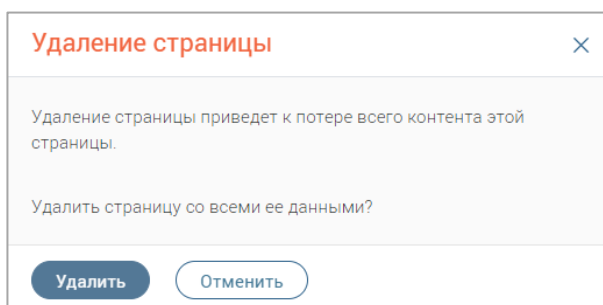 Удаление страницы
Удаление страницы приведет к потере всего контента этой
страницы.
Удалить страницу со всеми ее данными?
Удалить
Отменить